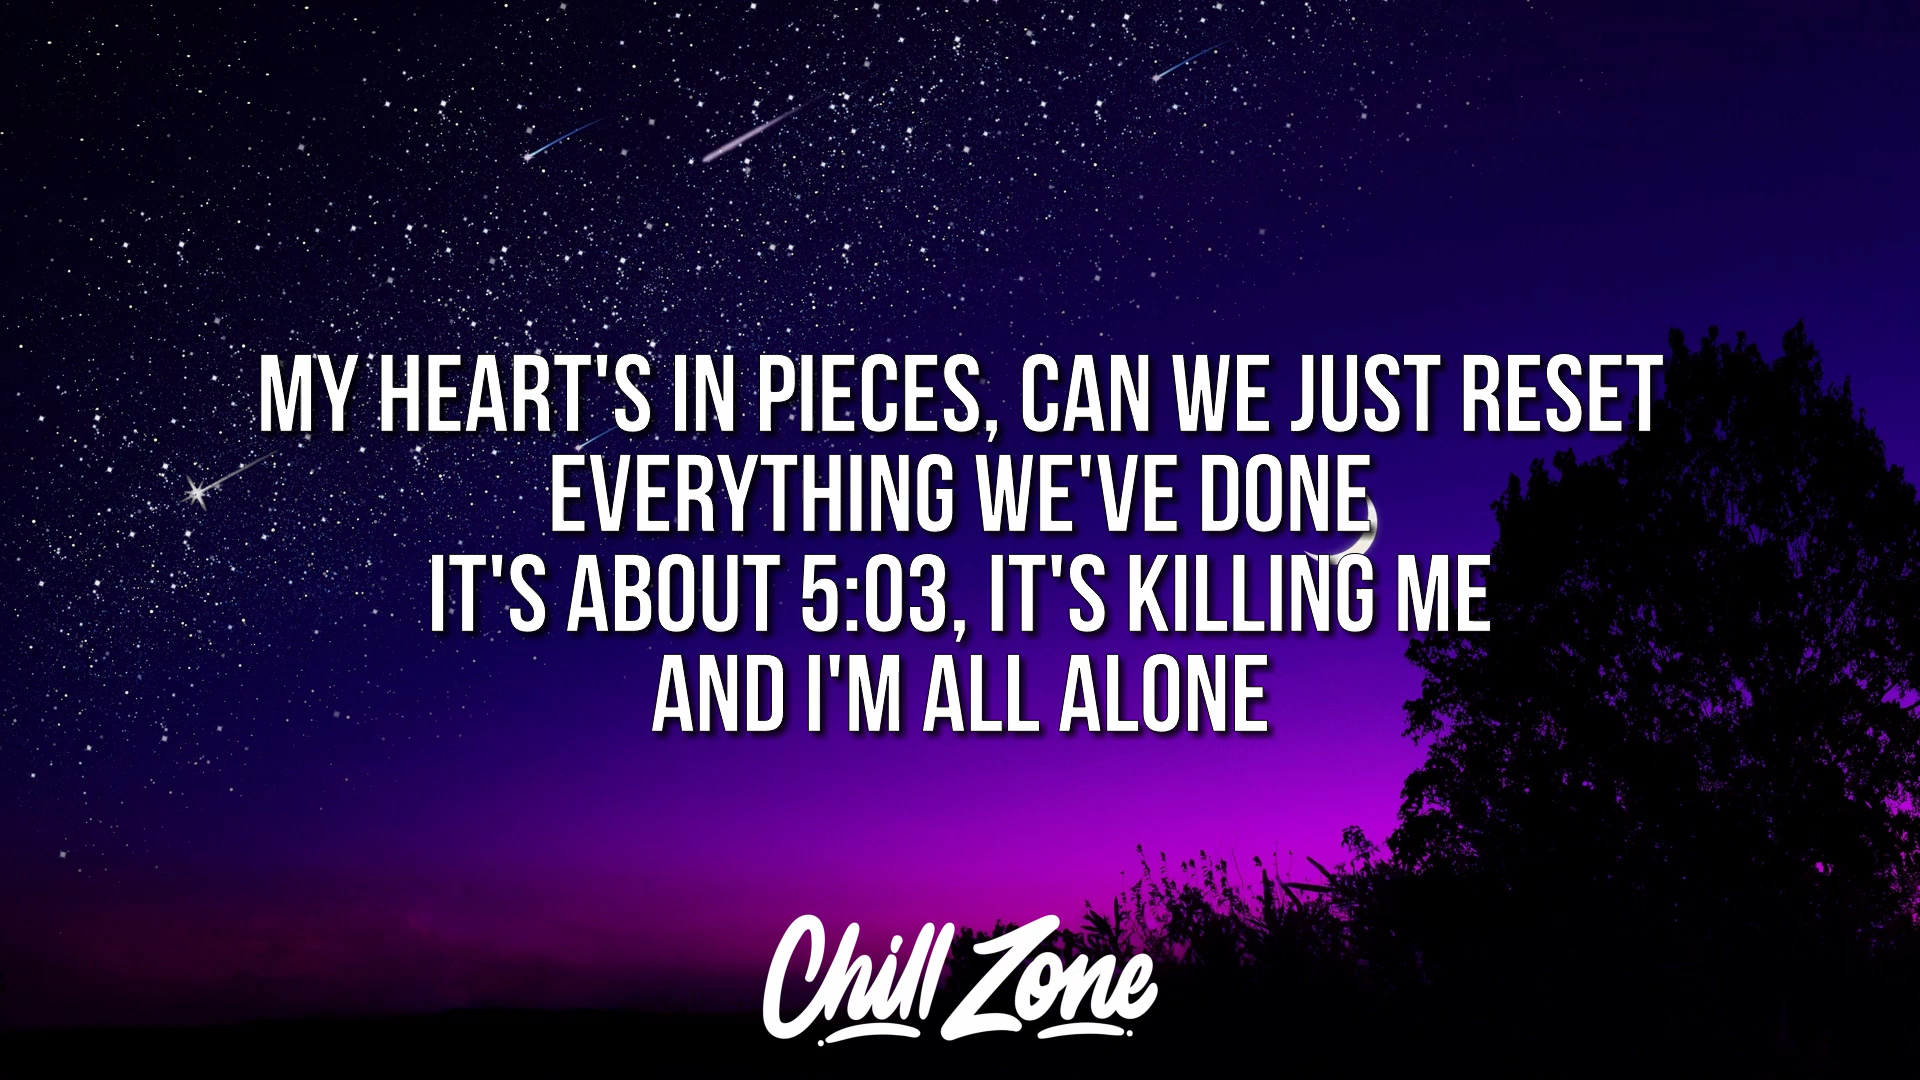 MY HEART'S IN PIECES, CAN WE JUST RESET
EVERYTHING WE'VE DONE
IT'S ABOUT 5:03, IT'S KILLING ME
AND I'M ALL ALONE
Chill Zone